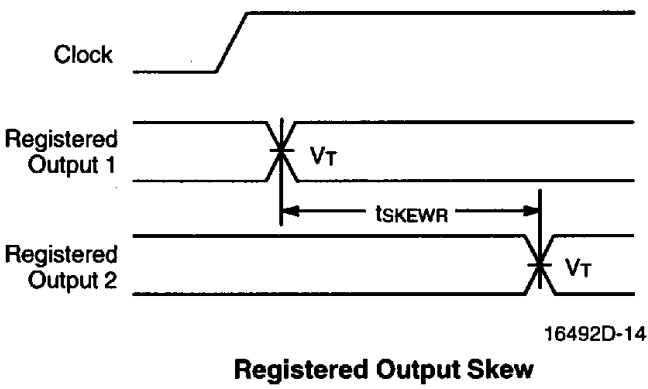 Clock
Registered
Output 1
VT
tSKEWR
Registered
Output 2
VT
16492D-14
Registered Output Skew